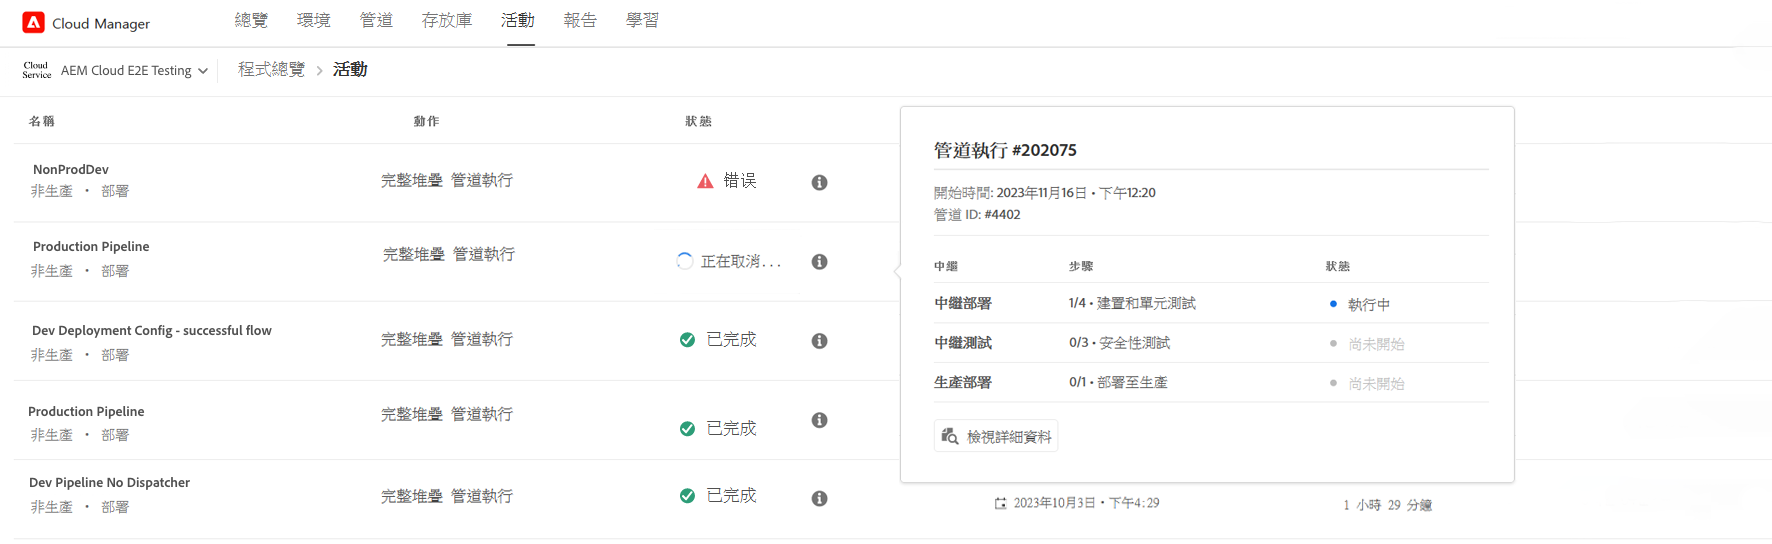 Cloud Manager 總覽 環境 管道 存放庫 活動 報告 學習
Cloud Service AEM Cloud E2E Testing 程式總覽 > 活動
名稱 動作 狀態
NonProdDev
非生產 • 部署
完整堆疊 管道執行
错误
Production Pipeline
非生產 • 部署
完整堆疊 管道執行
正在取消...
Dev Deployment Config - successful flow
非生產 • 部署
完整堆疊 管道執行
已完成
Production Pipeline
非生產 • 部署
完整堆疊 管道執行
已完成
Dev Pipeline No Dispatcher
非生產 • 部署
完整堆疊 管道執行
已完成
管道執行 #202075
開始時間: 2023年11月16日 • 下午12:20
管道 ID: #4402
中繼 步驟 狀態
中繼部署 1/4 • 建置和單元測試 執行中
中繼測試 0/3 • 安全性測試 尚未開始
生產部署 0/1 • 部署至生產 尚未開始
檢視詳細資料
2023年10月3日 • 下午4:29 1 小時 29 分鐘